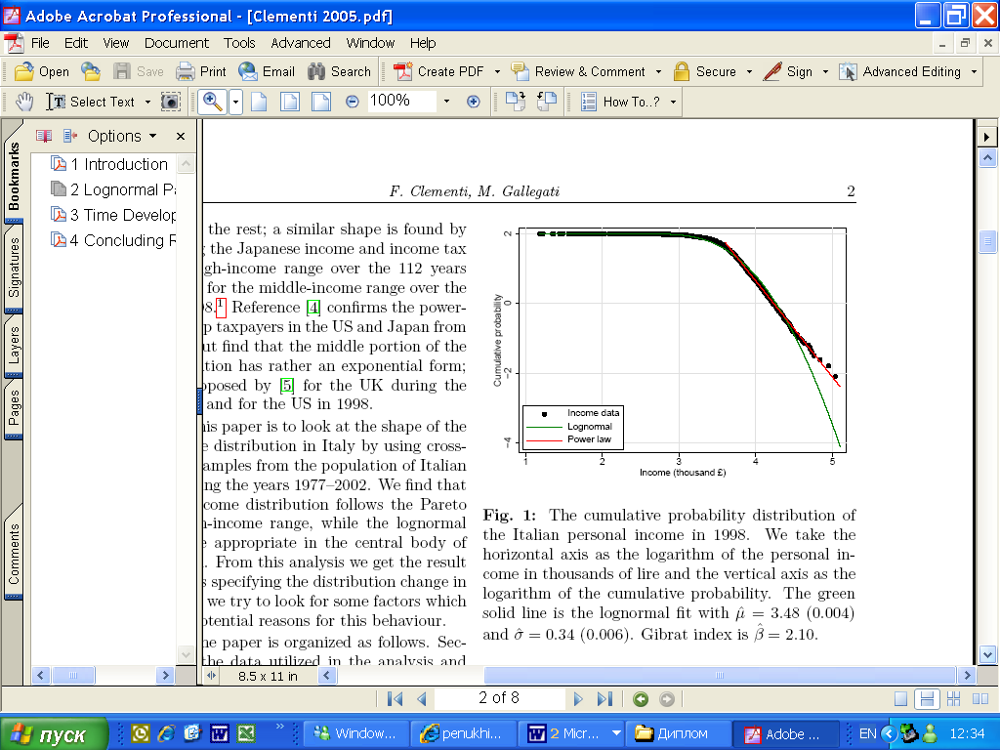 Adobe Acrobat Professional - [Clementi 2005.pdf]
File Edit View Document Tools Advanced Window Help
Open Save Print Email Search Create PDF Review & Comment Secure Sign Advanced Editing
Select Text 100% How To..?
Bookmarks
Signatures
Layers
Pages
Comments
Options
1 Introduction
2 Lognormal Pa
3 Time Develop
4 Concluding R
F. Clementi, M. Gallegati 2
the rest; a similar shape is found by
the Japanese income and income tax
gh-income range over the 112 years
for the middle-income range over the
98.1 Reference [4] confirms the power-
p taxpayers in the US and Japan from
ut find that the middle portion of the
ition has rather an exponential form;
posed by [5] for the UK during the
and for the US in 1998.
his paper is to look at the shape of the
e distribution in Italy by using cross-
amples from the population of Italian
ng the years 1977–2002. We find that
come distribution follows the Pareto
n-income range, while the lognormal
e appropriate in the central body of
. From this analysis we get the result
s specifying the distribution change in
we try to look for some factors which
otential reasons for this behaviour.
he paper is organized as follows. Sec-
the data utilized in the analysis and
Cumulative probability
2
0
−2
−4
Income data
Lognormal
Power law
1 2 3 4 5
Income (thousand £)
Fig. 1: The cumulative probability distribution of
the Italian personal income in 1998. We take the
horizontal axis as the logarithm of the personal in-
come in thousands of lire and the vertical axis as the
logarithm of the cumulative probability. The green
solid line is the lognormal fit with μ̂ = 3.48 (0.004)
and σ̂ = 0.34 (0.006). Gibrat index is β̂ = 2.10.
8.5 x 11 in
2 of 8
пуск Window... penukhi... 2 Micr... Диплом Adobe ... EN 12:34